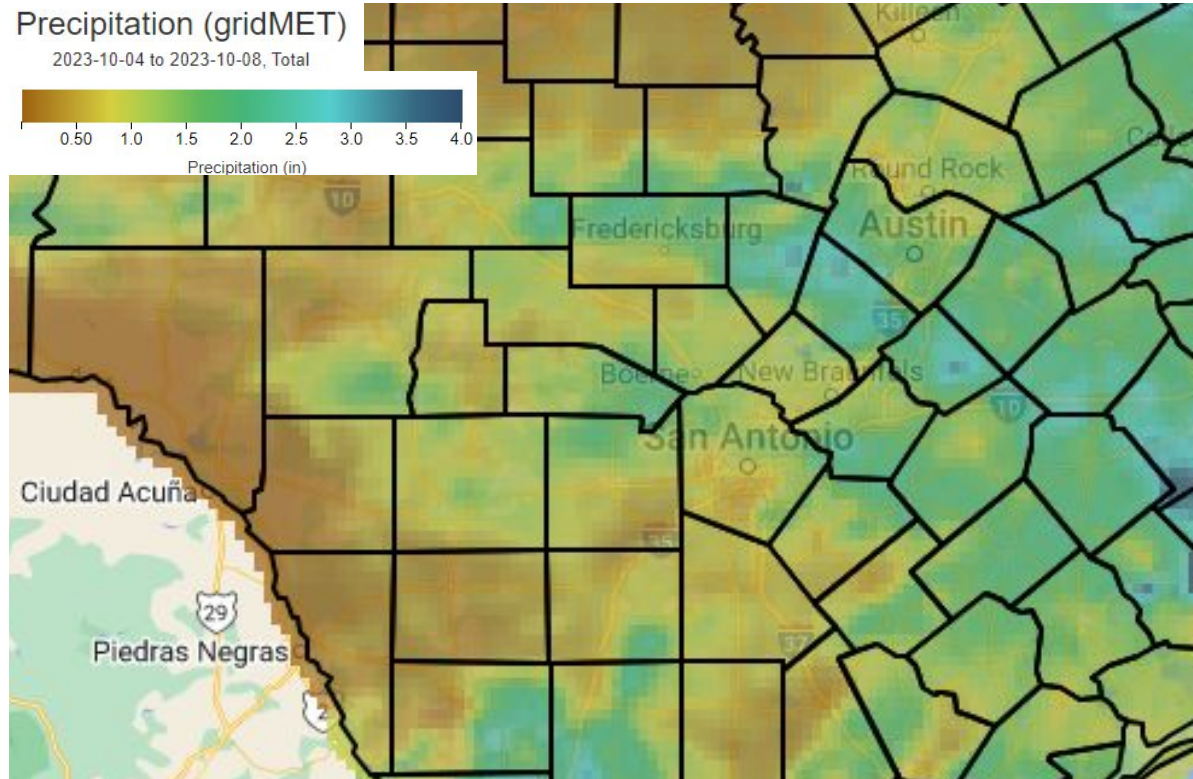 Precipitation (gridMET)
2023-10-04 to 2023-10-08, Total
0.50 1.0 1.5 2.0 2.5 3.0 3.5 4.0
Precipitation (in)
Killeen
Round Rock
10
Fredericksburg
Austin
35
Boerne
New Braunfels
10
San Antonio
Ciudad Acuña
35
29
37
Piedras Negras
2